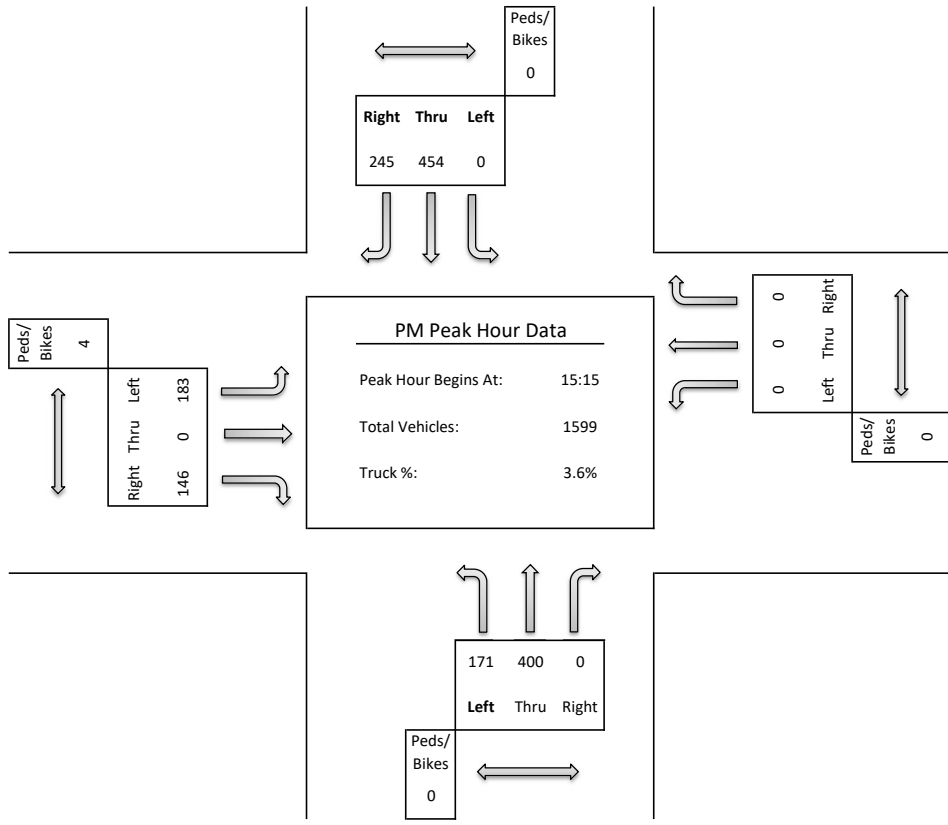 Peds/
Bikes
0
Right Thru Left
245 454 0
PM Peak Hour Data
Peak Hour Begins At: 15:15
Total Vehicles: 1599
Truck %: 3.6%
Peds/
Bikes
4
Right Thru Left
146 0 183
0 0 0
Left Thru Right
Peds/
Bikes
0
171 400 0
Left Thru Right
Peds/
Bikes
0